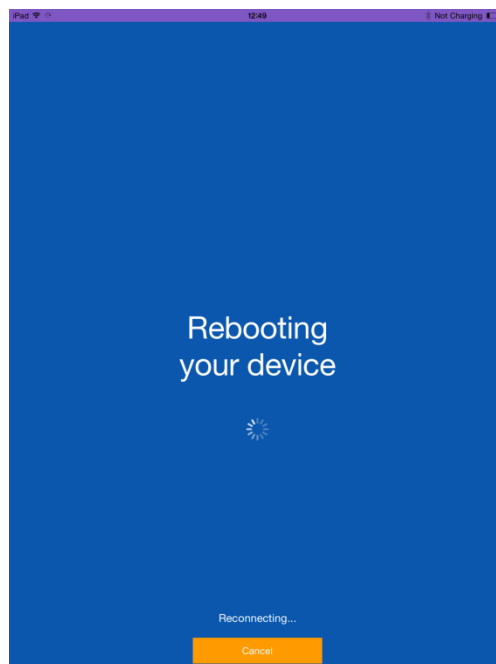 iPad 12:49 Not Charging
Rebooting
your device
Reconnecting...
Cancel